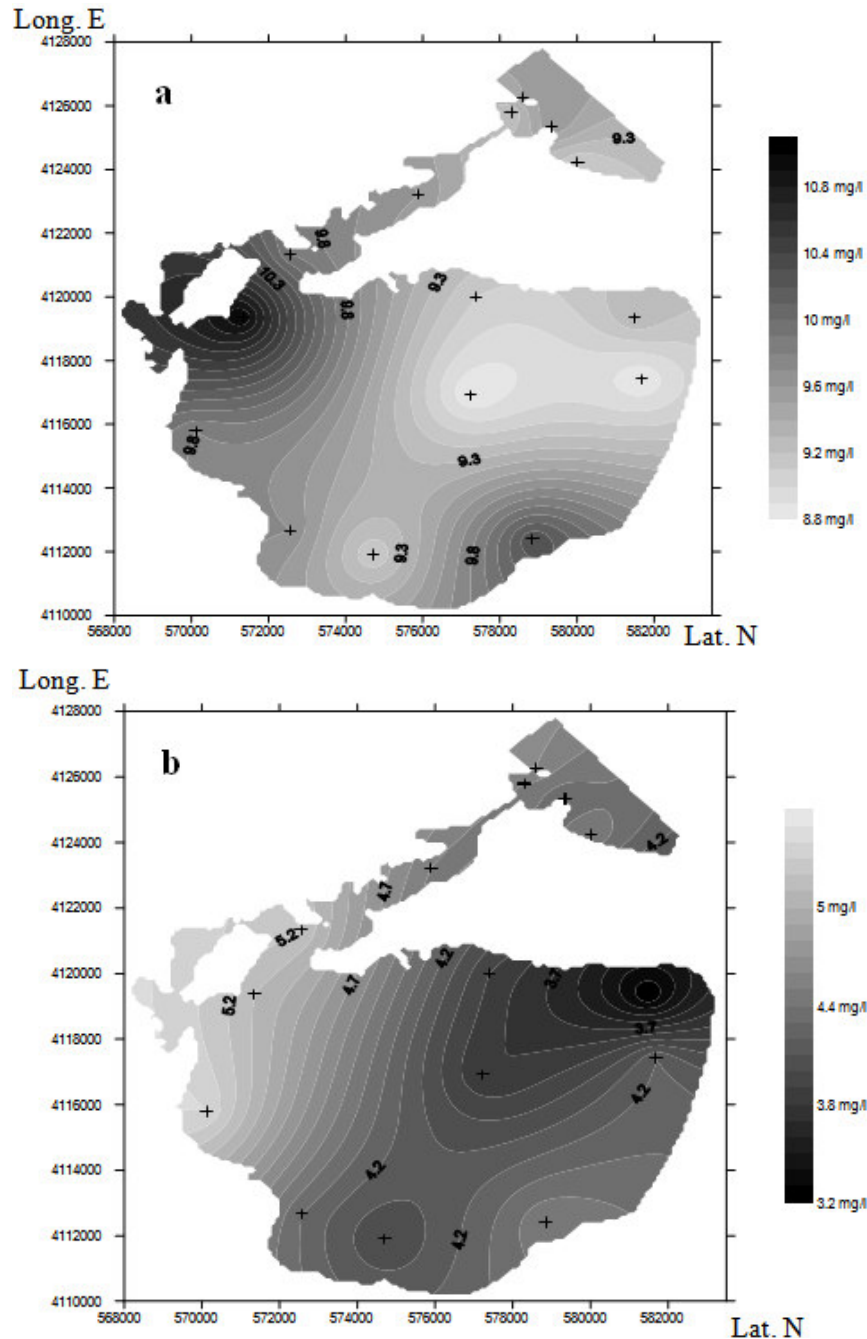 Long. E
4128000
a
4126000
9.3
10.8 mg/l
4124000
10.4 mg/l
4122000
9.8
10.3
10 mg/l
9.3
4120000
9.8
9.6 mg/l
4118000
9.2 mg/l
4116000
9.8
9.3
8.8 mg/l
4114000
4112000
9.3
9.8
4110000
568000 570000 572000 574000 576000 578000 580000 582000
Lat. N
Long. E
4128000
b
4126000
4124000
4.2
4122000
4.7
5 mg/l
5.2
4120000
4.2
4.7
3.7
5.2
3.7
4.4 mg/l
4118000
4116000
4.2
3.8 mg/l
4114000
4.2
3.2 mg/l
4112000
4.2
4110000
568000 570000 572000 574000 576000 578000 580000 582000
Lat. N